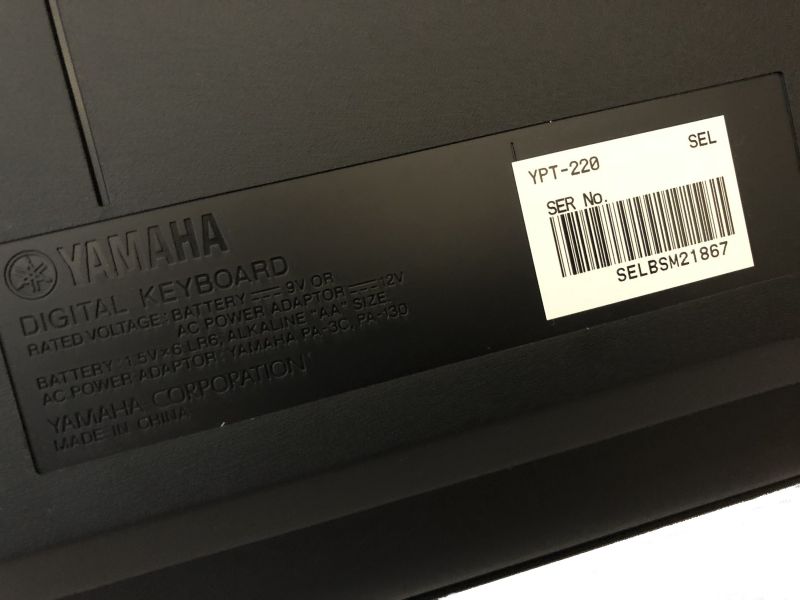 YAMAHA
DIGITAL KEYBOARD
RATED VOLTAGE: BATTERY ⎓ 9V OR
AC POWER ADAPTOR ⎓ 12V
BATTERY: 1.5V×6 LR6, ALKALINE "AA" SIZE
AC POWER ADAPTOR: YAMAHA PA-3C, PA-130
YAMAHA CORPORATION
MADE IN CHINA
YPT-220 SEL
SER No.
SELBSM21867